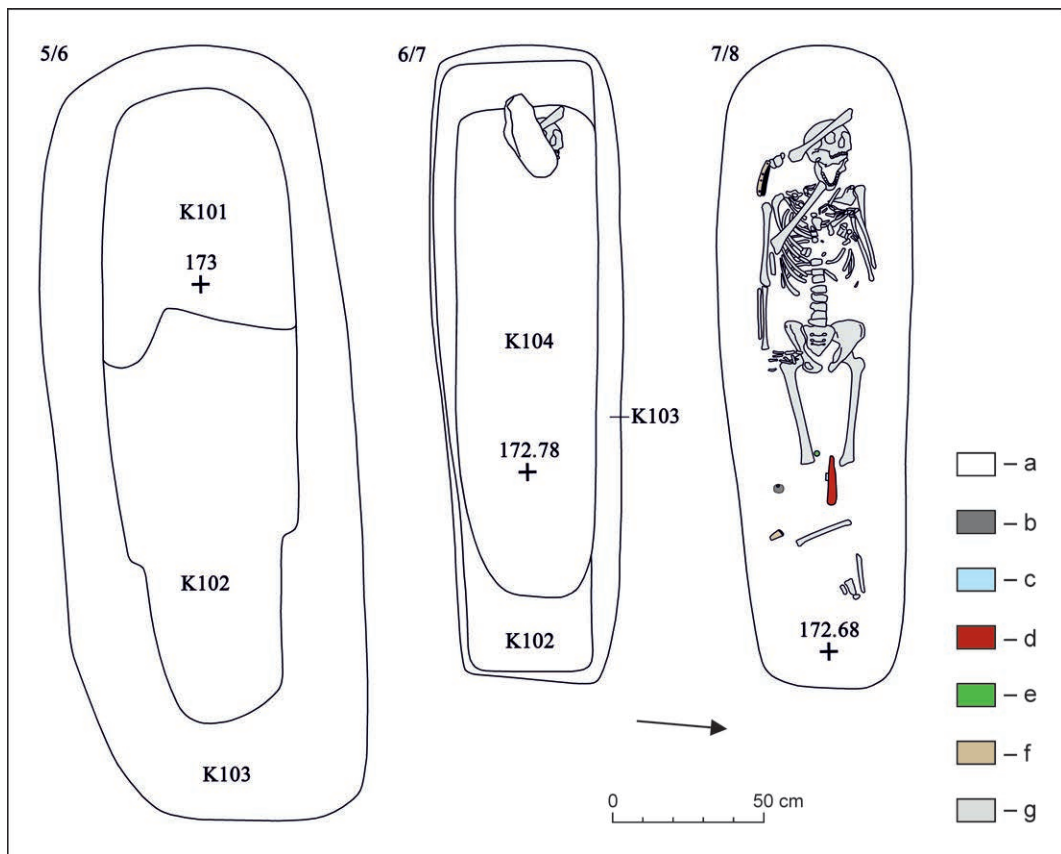 5/6
K101
173
K102
K103
6/7
K104
172.78
K103
K102
7/8
172.68
0 50 cm
– a
– b
– c
– d
– e
– f
– g